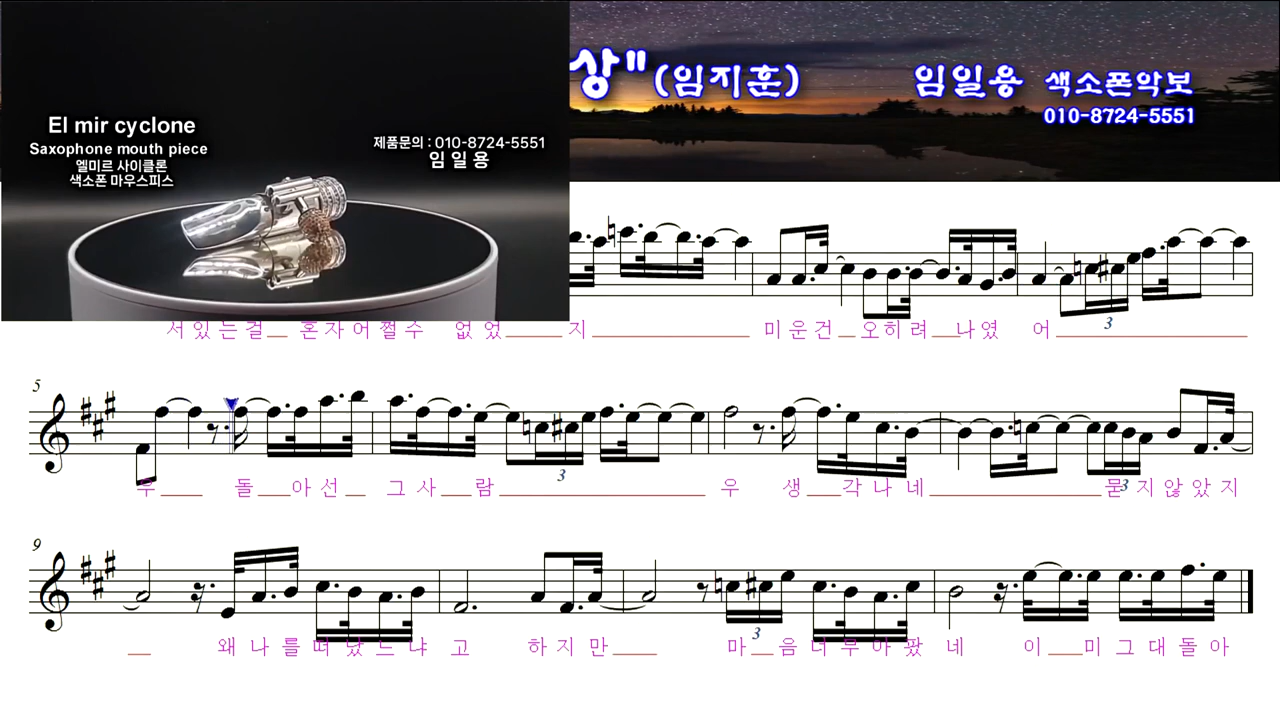 상" (임지훈)
임일용 색소폰악보
010-8724-5551
El mir cyclone
Saxophone mouth piece
엘미르 사이클론
색소폰 마우스피스
제품문의 : 010-8724-5551
임 일 용
3
서 있 는 걸 혼 자 어 쩔 수 없 었 지 미 운 건 오 히 려 나 였 어
5
3 3
우 돌 아 선 그 사 람 우 생 각 나 네 묻 지 않 았 지
9
3
왜 나 를 떠 났 느 냐 고 하 지 만 마 음 너 무 아 팠 네 이 미 그 대 돌 아